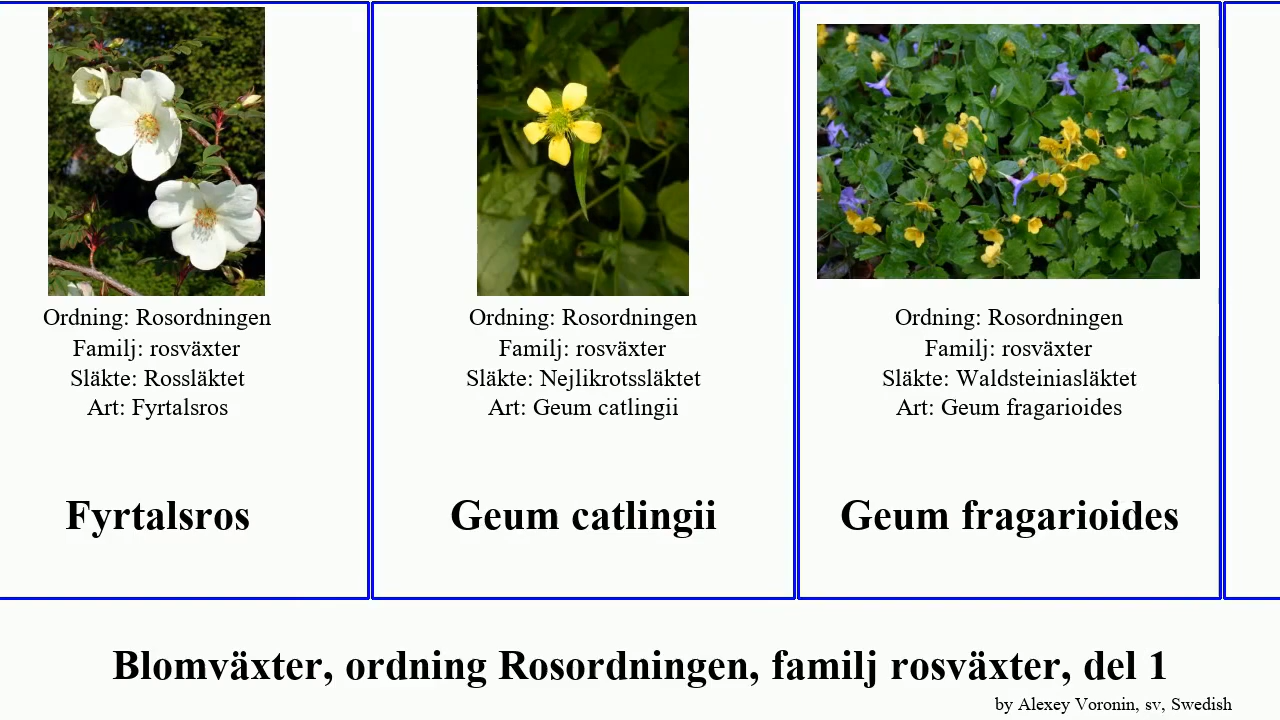 Ordning: Rosordningen
Familj: rosväxter
Släkte: Rossläktet
Art: Fyrtalsros
Fyrtalsros
Ordning: Rosordningen
Familj: rosväxter
Släkte: Nejlikrotssläktet
Art: Geum catlingii
Geum catlingii
Ordning: Rosordningen
Familj: rosväxter
Släkte: Waldsteiniasläktet
Art: Geum fragarioides
Geum fragarioides
Blomväxter, ordning Rosordningen, familj rosväxter, del 1
by Alexey Voronin, sv, Swedish